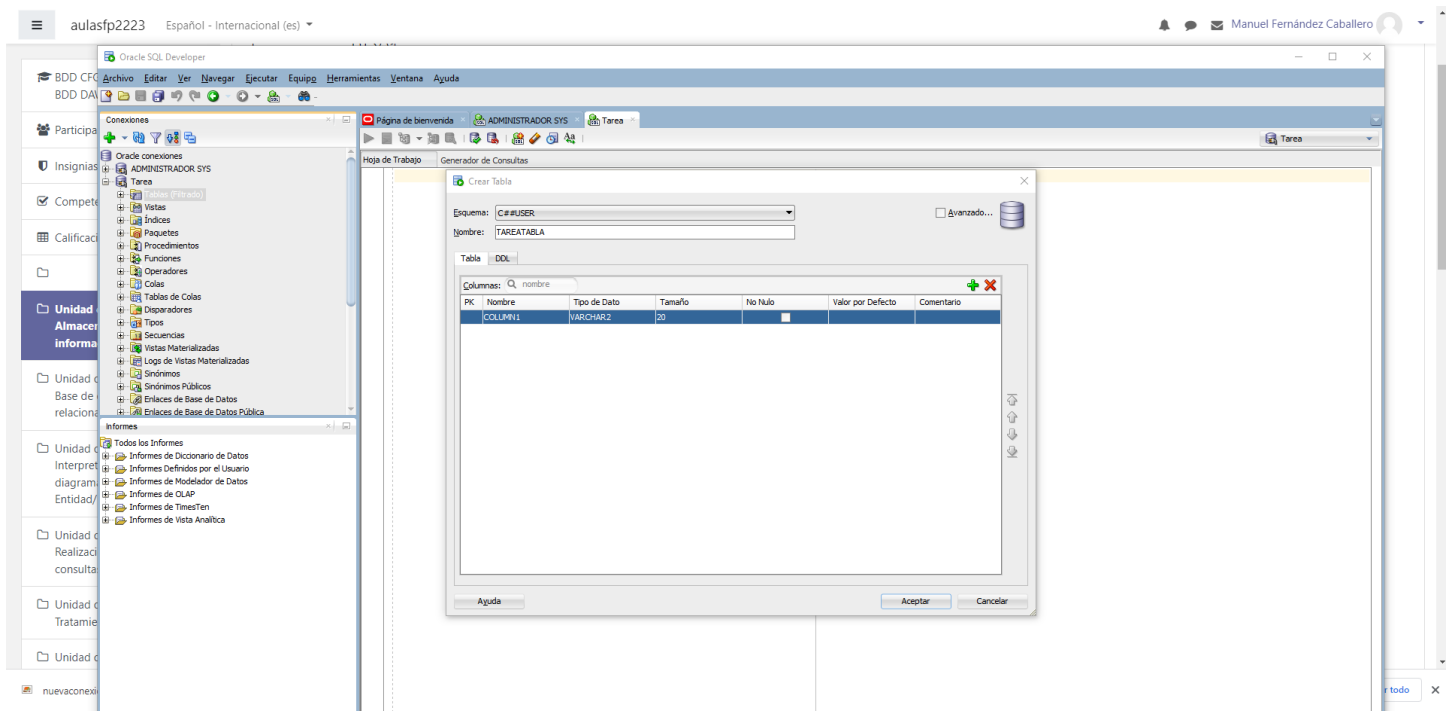 aulasfp2223 Español - Internacional (es)
Manuel Fernández Caballero
BDD CFG
BDD DAW
Participa
Insignias
Compete
Calificaci
Unidad
Almacen
informa
Unidad d
Base de
relaciona
Unidad d
Interpret
diagrama
Entidad/
Unidad d
Realizaci
consulta
Unidad d
Tratamie
Unidad d
nuevaconexi
r todo
Oracle SQL Developer
Archivo Editar Ver Navegar Ejecutar Equipo Herramientas Ventana Ayuda
Conexiones
Oracle conexiones
ADMINISTRADOR SYS
Tarea
Tablas (Filtrado)
Vistas
Índices
Paquetes
Procedimientos
Funciones
Operadores
Colas
Tablas de Colas
Disparadores
Tipos
Secuencias
Vistas Materializadas
Logs de Vistas Materializadas
Sinónimos
Sinónimos Públicos
Enlaces de Base de Datos
Enlaces de Base de Datos Pública
Informes
Todos los Informes
Informes de Diccionario de Datos
Informes Definidos por el Usuario
Informes de Modelador de Datos
Informes de OLAP
Informes de TimesTen
Informes de Vista Analítica
Página de bienvenida ADMINISTRADOR SYS Tarea
Tarea
Hoja de Trabajo Generador de Consultas
Crear Tabla
Esquema: C##USER Avanzado...
Nombre: TAREATABLA
Tabla DDL
Columnas: nombre
PK Nombre Tipo de Dato Tamaño No Nulo Valor por Defecto Comentario
COLUMN1 VARCHAR2 20
Ayuda Aceptar Cancelar